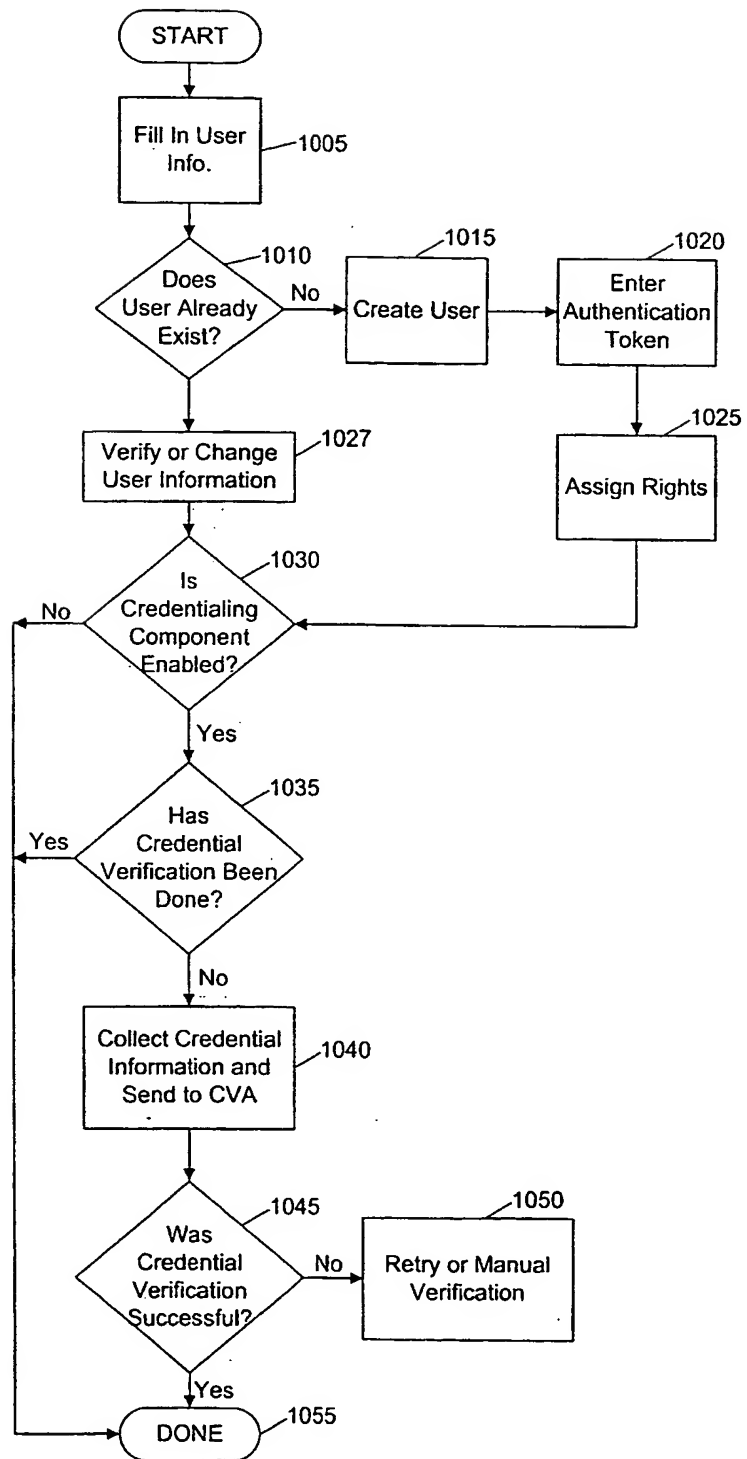 START
Fill In User
Info.
1005
Does
User Already
Exist?
1010
No
1015
Create User
1020
Enter
Authentication
Token
1025
Assign Rights
Verify or Change
User Information
1027
1030
Is
Credentialing
Component
Enabled?
No
Yes
1035
Has
Credential
Verification Been
Done?
Yes
No
Collect Credential
Information and
Send to CVA
1040
1045
Was
Credential
Verification
Successful?
No
1050
Retry or Manual
Verification
Yes
DONE
1055